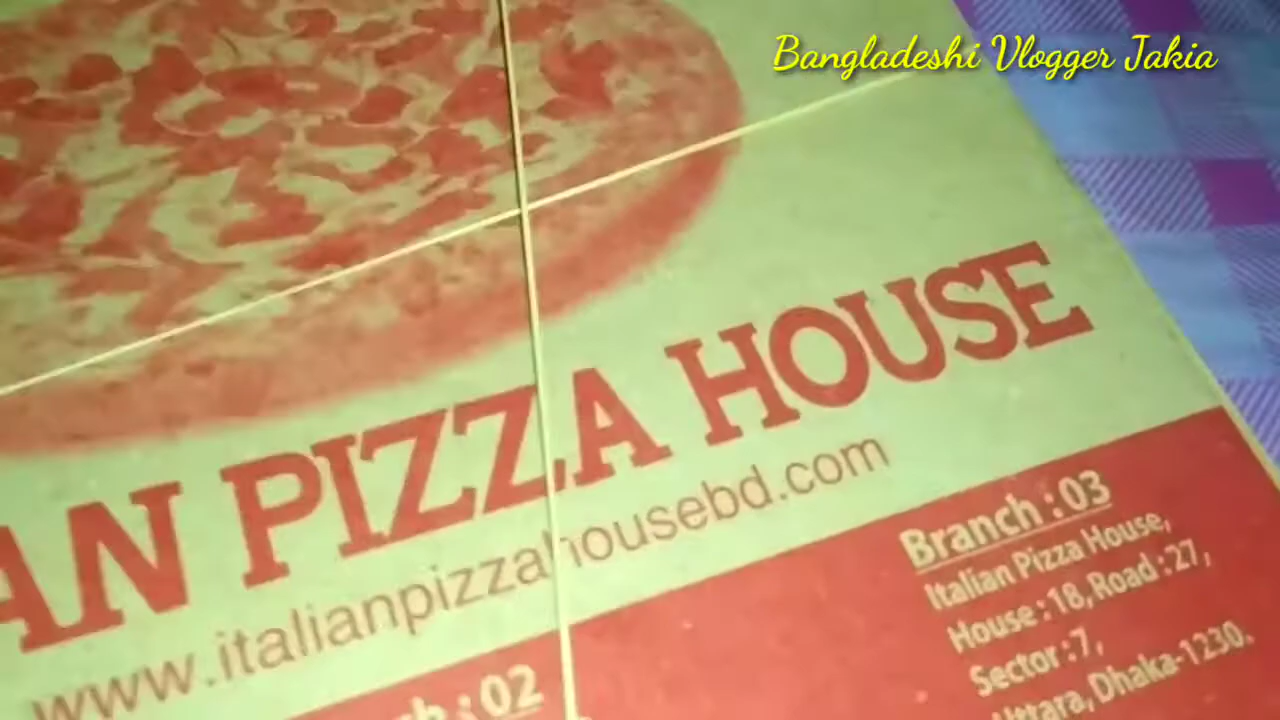 Bangladeshi Vlogger Jakia
AN PIZZA HOUSE
www.italianpizzahousebd.com
ch : 02
Branch : 03
Italian Pizza House,
House : 18, Road : 27,
Sector : 7,
Uttara, Dhaka-1230.